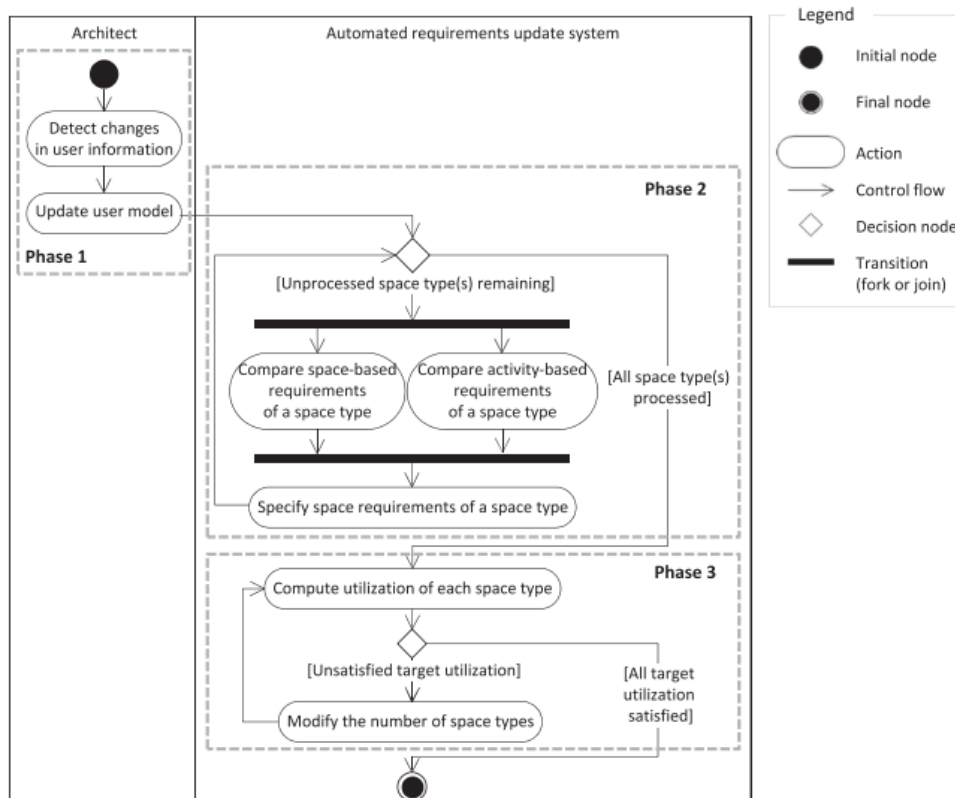 Architect
Automated requirements update system
Detect changes
in user information
Update user model
Phase 1
Phase 2
[Unprocessed space type(s) remaining]
Compare space-based
requirements
of a space type
Compare activity-based
requirements
of a space type
[All space type(s)
processed]
Specify space requirements of a space type
Phase 3
Compute utilization of each space type
[Unsatisfied target utilization]
[All target
utilization
satisfied]
Modify the number of space types
Legend
Initial node
Final node
Action
Control flow
Decision node
Transition
(fork or join)